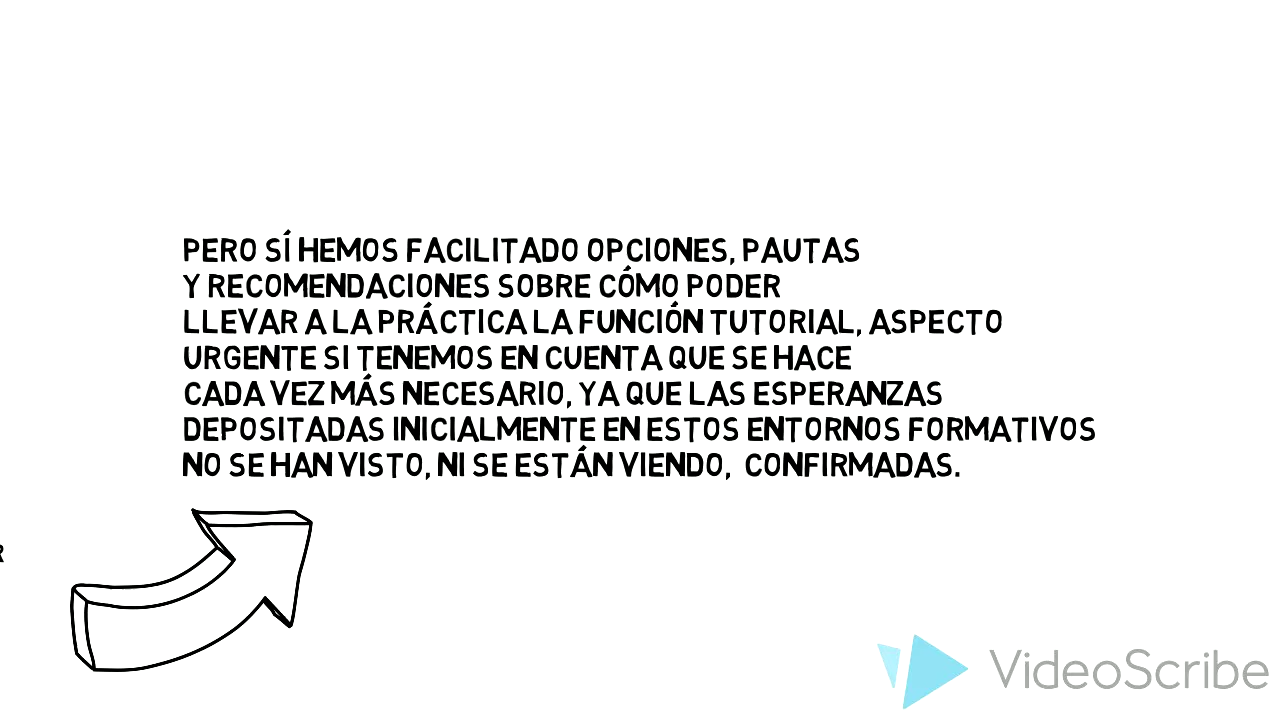 PERO SÍ HEMOS FACILITADO OPCIONES, PAUTAS
Y RECOMENDACIONES SOBRE CÓMO PODER
LLEVAR A LA PRÁCTICA LA FUNCIÓN TUTORIAL, ASPECTO
URGENTE SI TENEMOS EN CUENTA QUE SE HACE
CADA VEZ MÁS NECESARIO, YA QUE LAS ESPERANZAS
DEPOSITADAS INICIALMENTE EN ESTOS ENTORNOS FORMATIVOS
NO SE HAN VISTO, NI SE ESTÁN VIENDO, CONFIRMADAS.
VideoScribe